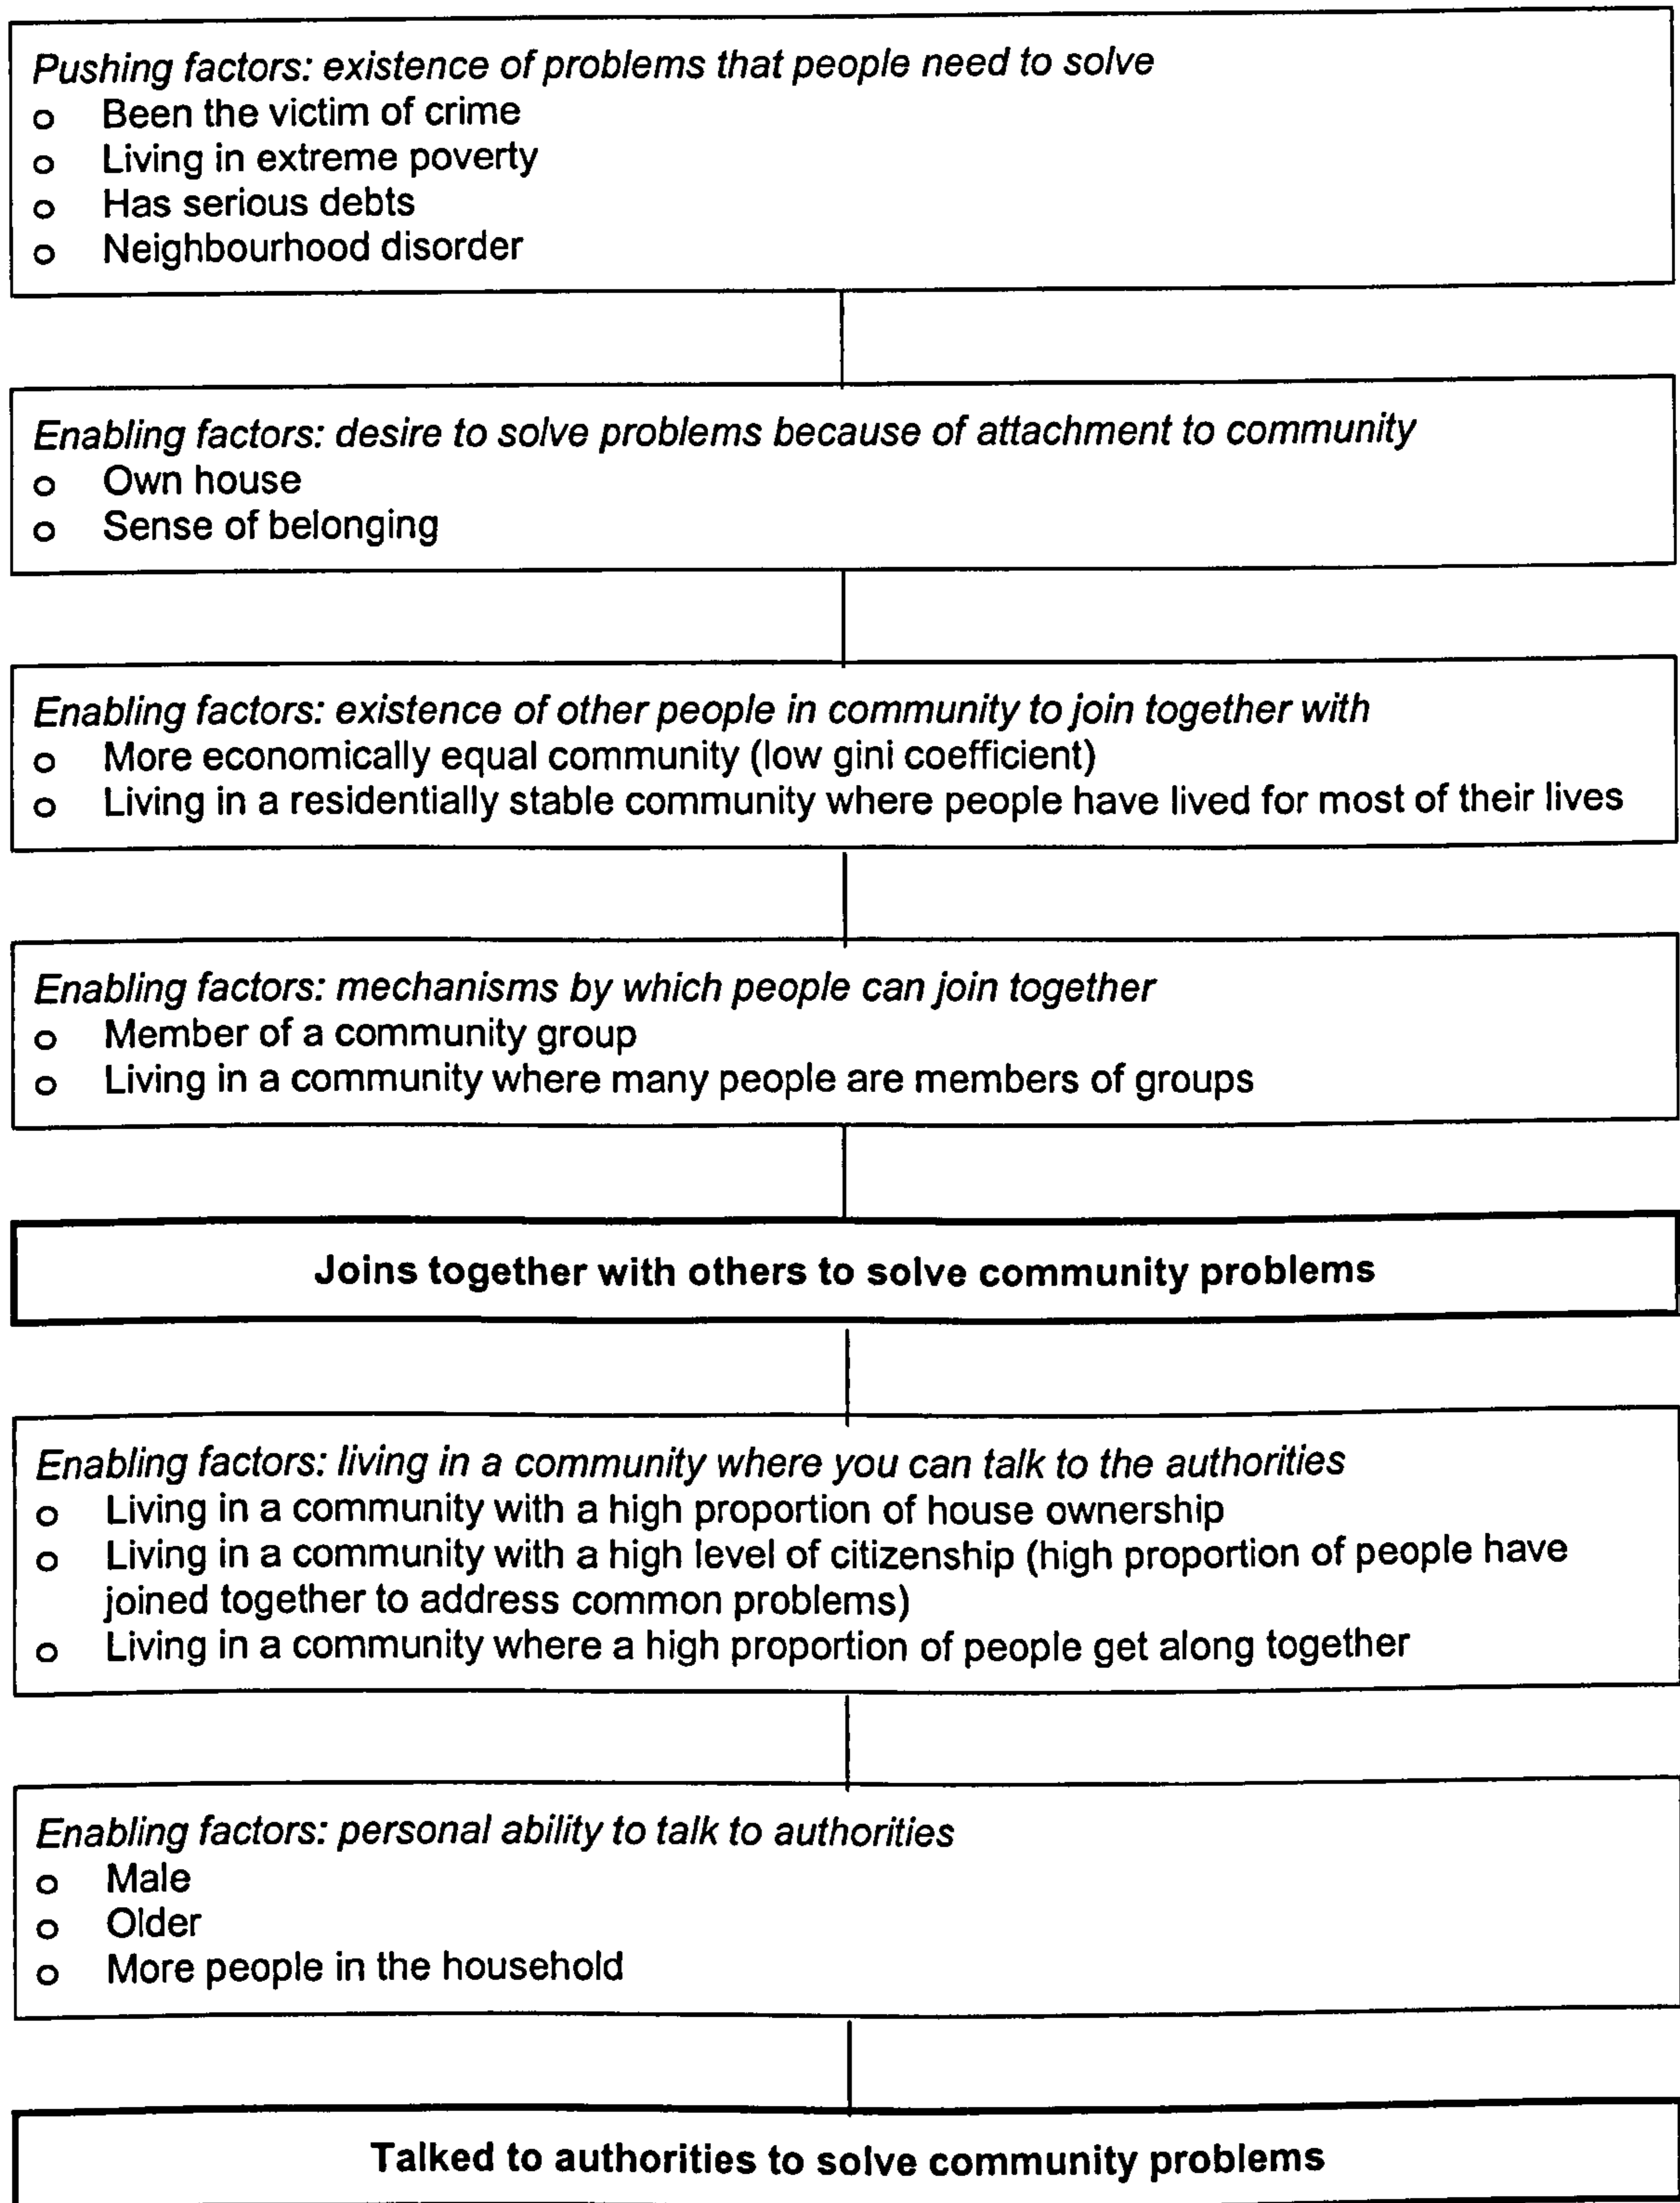 Pushing factors: existence of problems that people need to solve
o Been the victim of crime
o Living in extreme poverty
o Has serious debts
o Neighbourhood disorder
Enabling factors: desire to solve problems because of attachment to community
o Own house
o Sense of belonging
Enabling factors: existence of other people in community to join together with
o More economically equal community (low gini coefficient)
o Living in a residentially stable community where people have lived for most of their lives
Enabling factors: mechanisms by which people can join together
o Member of a community group
o Living in a community where many people are members of groups
Joins together with others to solve community problems
Enabling factors: living in a community where you can talk to the authorities
o Living in a community with a high proportion of house ownership
o Living in a community with a high level of citizenship (high proportion of people have
joined together to address common problems)
o Living in a community where a high proportion of people get along together
Enabling factors: personal ability to talk to authorities
o Male
o Older
o More people in the household
Talked to authorities to solve community problems